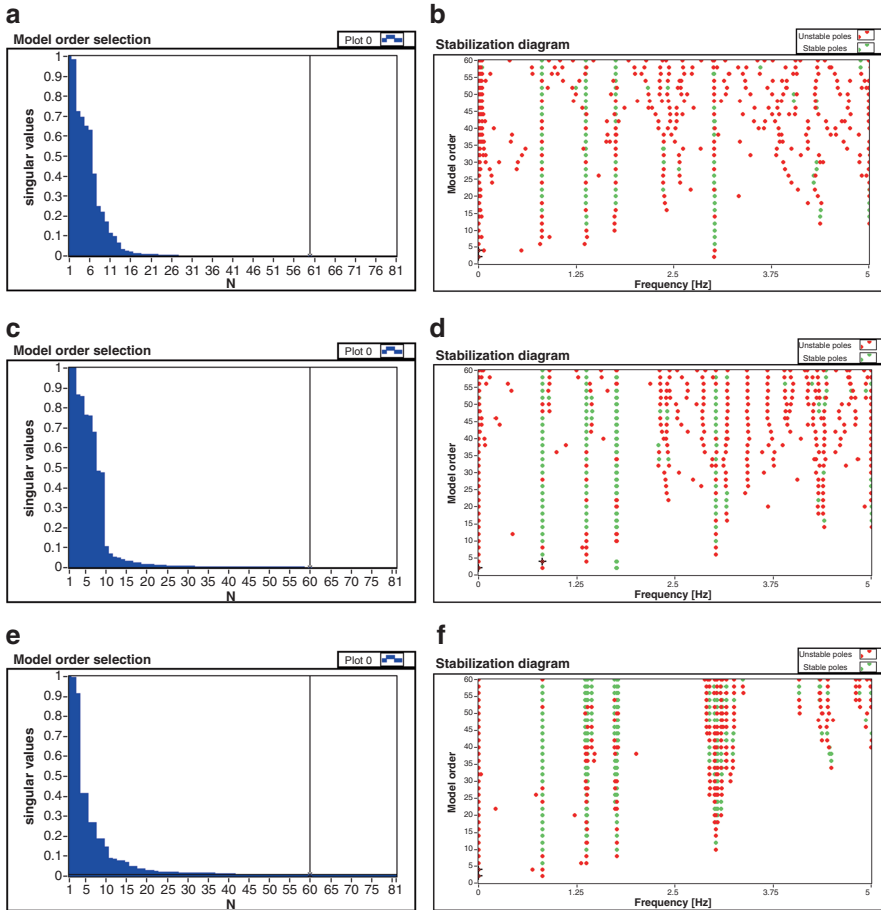 a
Model order selection
Plot 0
singular values
1
0.9
0.8
0.7
0.6
0.5
0.4
0.3
0.2
0.1
0
1 6 11 16 21 26 31 36 41 46 51 56 61 66 71 76 81
N
b
Stabilization diagram
Unstable poles
Stable poles
Model order
60
55
50
45
40
35
30
25
20
15
10
5
0
0 1.25 2.5 3.75 5
Frequency [Hz]
c
Model order selection
Plot 0
singular values
1
0.9
0.8
0.7
0.6
0.5
0.4
0.3
0.2
0.1
0
1 5 10 15 20 25 30 35 40 45 50 55 60 65 70 75 81
N
d
Stabilization diagram
Unstable poles
Stable poles
Model order
60
55
50
45
40
35
30
25
20
15
10
5
0
0 1.25 2.5 3.75 5
Frequency [Hz]
e
Model order selection
Plot 0
singular values
1
0.9
0.8
0.7
0.6
0.5
0.4
0.3
0.2
0.1
0
1 5 10 15 20 25 30 35 40 45 50 55 60 65 70 75 81
N
f
Stabilization diagram
Unstable poles
Stable poles
Model order
60
55
50
45
40
35
30
25
20
15
10
5
0
0 1.25 2.5 3.75 5
Frequency [Hz]